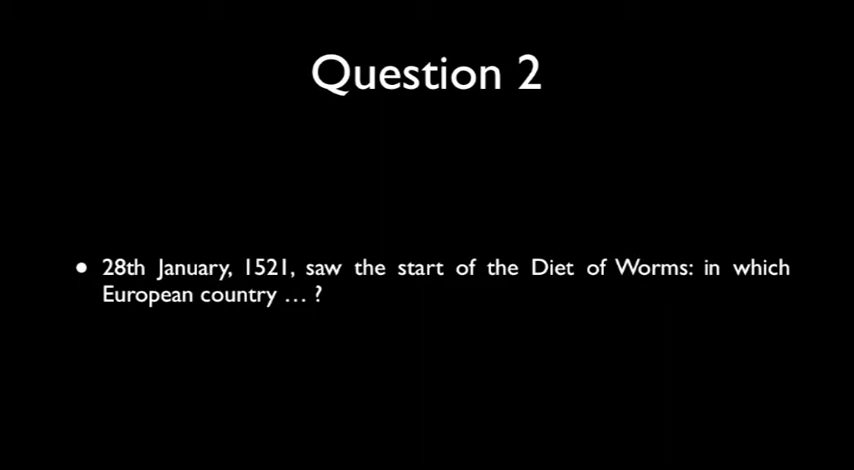 Question 2
• 28th January, 1521, saw the start of the Diet of Worms: in which
European country … ?